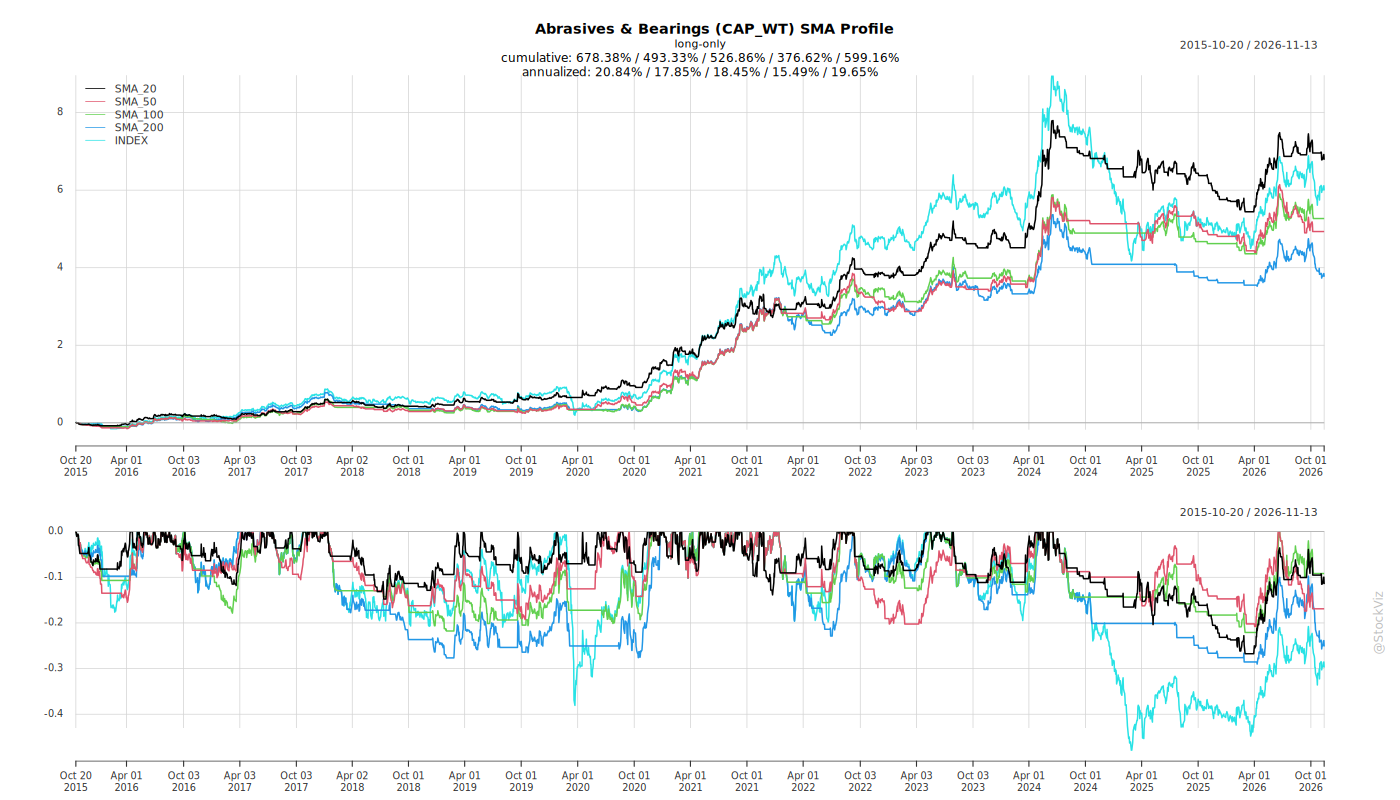 Abrasives & Bearings (CAP_WT) SMA Profile
long-only
cumulative: 678.38% / 493.33% / 526.86% / 376.62% / 599.16%
annualized: 20.84% / 17.85% / 18.45% / 15.49% / 19.65%
2015-10-20 / 2026-11-13
SMA_20
SMA_50
SMA_100
SMA_200
INDEX
8
6
4
2
0
Oct 20 2015
Apr 01 2016
Oct 03 2016
Apr 03 2017
Oct 03 2017
Apr 02 2018
Oct 01 2018
Apr 01 2019
Oct 01 2019
Apr 01 2020
Oct 01 2020
Apr 01 2021
Oct 01 2021
Apr 01 2022
Oct 03 2022
Apr 03 2023
Oct 03 2023
Apr 01 2024
Oct 01 2024
Apr 01 2025
Oct 01 2025
Apr 01 2026
Oct 01 2026
2015-10-20 / 2026-11-13
0.0
-0.1
-0.2
-0.3
-0.4
Oct 20 2015
Apr 01 2016
Oct 03 2016
Apr 03 2017
Oct 03 2017
Apr 02 2018
Oct 01 2018
Apr 01 2019
Oct 01 2019
Apr 01 2020
Oct 01 2020
Apr 01 2021
Oct 01 2021
Apr 01 2022
Oct 03 2022
Apr 03 2023
Oct 03 2023
Apr 01 2024
Oct 01 2024
Apr 01 2025
Oct 01 2025
Apr 01 2026
Oct 01 2026
@StockViz